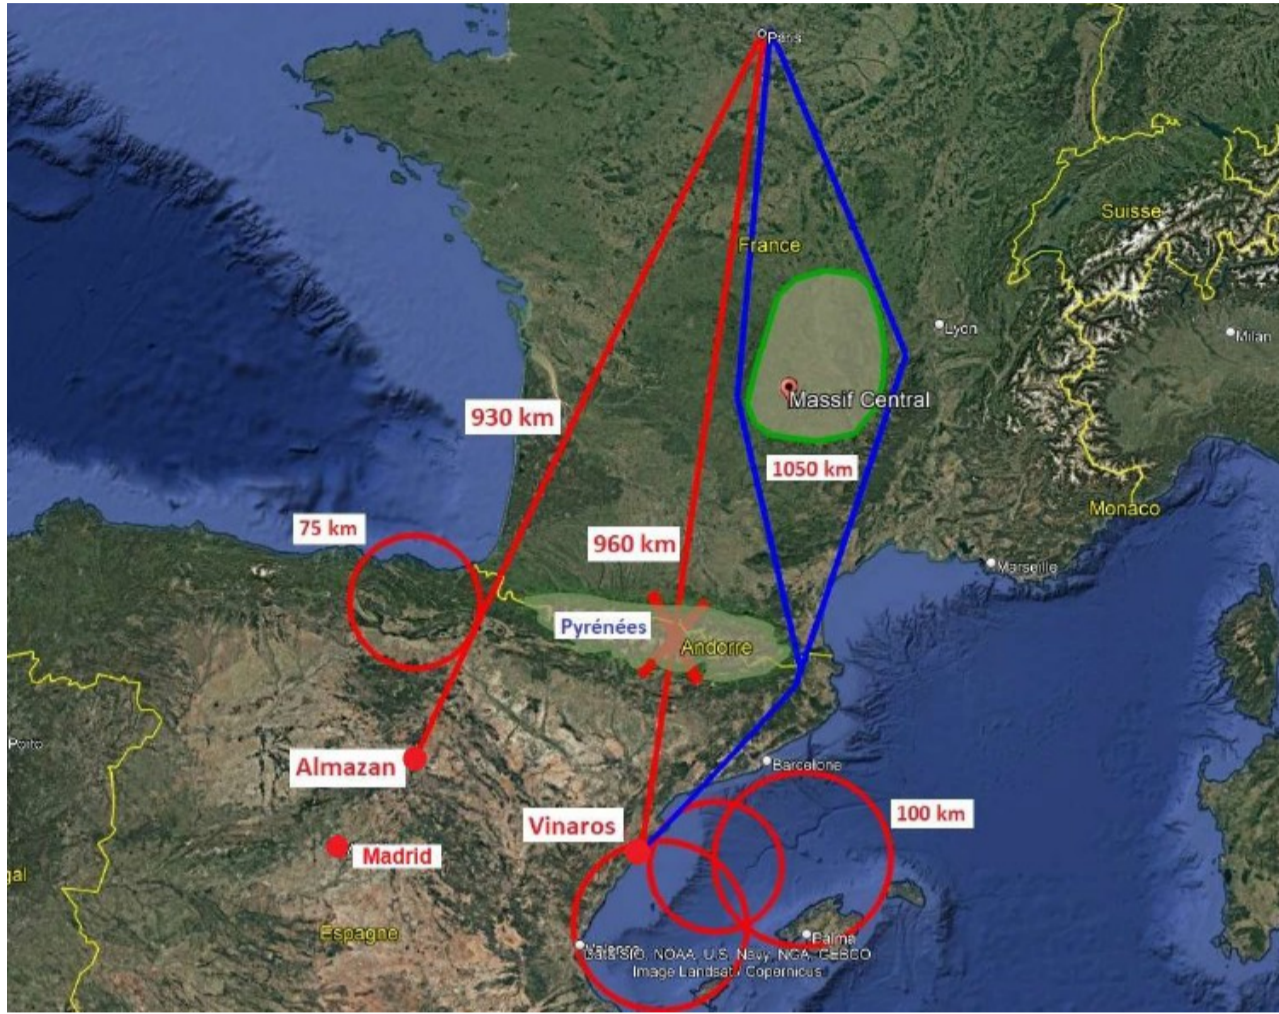 Paris
Suisse
France
Lyon
Milan
Massif Central
930 km
1050 km
Monaco
75 km
960 km
Marseille
Pyrénées
Andorre
Porto
Almazan
Barcelone
Vinaros
100 km
Madrid
gal
Espagne
Palma
Data SIO, NOAA, U.S. Navy, NGA, GEBCO
Image Landsat / Copernicus